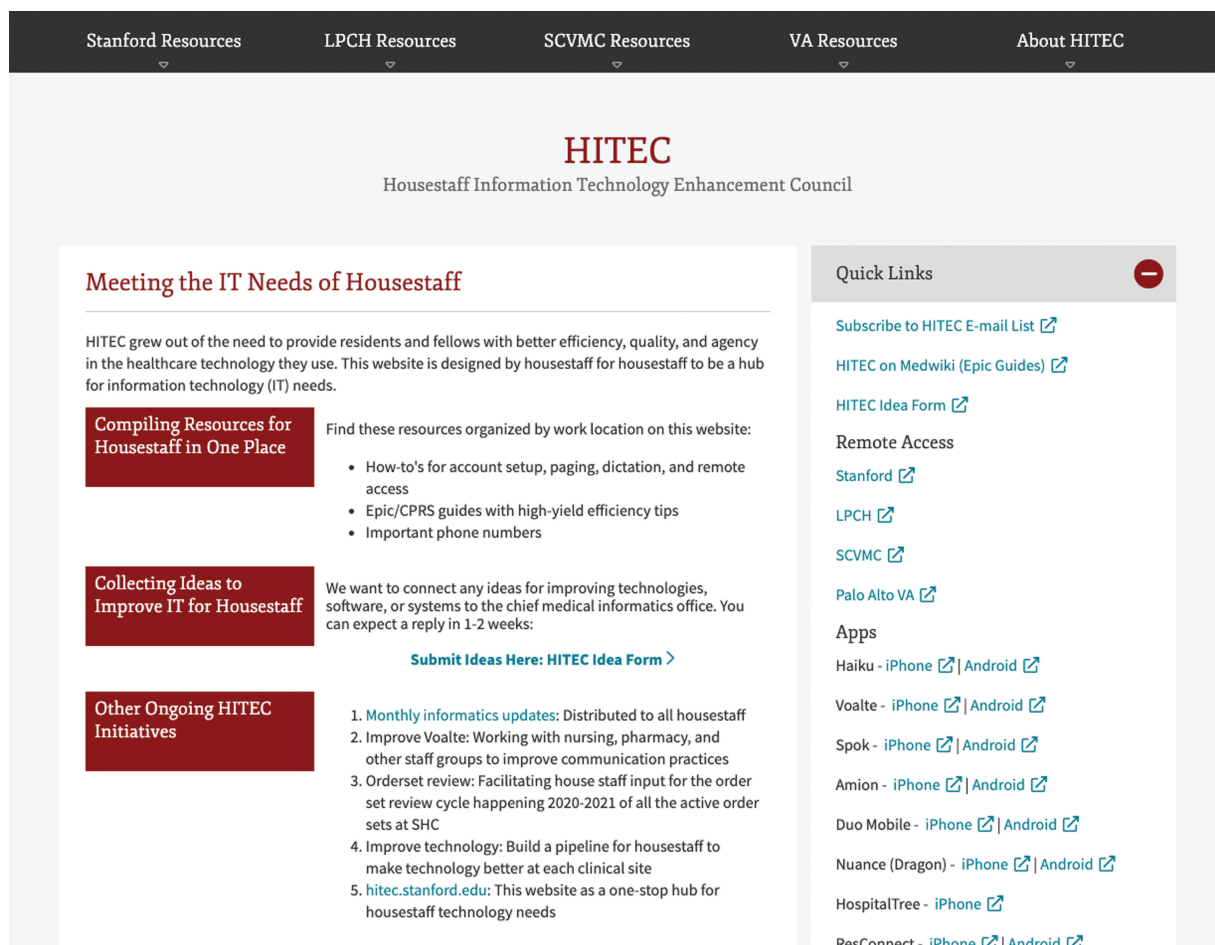 Stanford Resources
LPCH Resources
SCVMC Resources
VA Resources
About HITEC
HITEC
Housestaff Information Technology Enhancement Council
Meeting the IT Needs of Housestaff
HITEC grew out of the need to provide residents and fellows with better efficiency, quality, and agency
in the healthcare technology they use. This website is designed by housestaff for housestaff to be a hub
for information technology (IT) needs.
Compiling Resources for
Housestaff in One Place
Find these resources organized by work location on this website:
• How-to's for account setup, paging, dictation, and remote
access
• Epic/CPRS guides with high-yield efficiency tips
• Important phone numbers
Collecting Ideas to
Improve IT for Housestaff
We want to connect any ideas for improving technologies,
software, or systems to the chief medical informatics office. You
can expect a reply in 1-2 weeks:
Submit Ideas Here: HITEC Idea Form
Other Ongoing HITEC
Initiatives
1. Monthly informatics updates: Distributed to all housestaff
2. Improve Voalte: Working with nursing, pharmacy, and
other staff groups to improve communication practices
3. Orderset review: Facilitating house staff input for the order
set review cycle happening 2020-2021 of all the active order
sets at SHC
4. Improve technology: Build a pipeline for housestaff to
make technology better at each clinical site
5. hitec.stanford.edu: This website as a one-stop hub for
housestaff technology needs
Quick Links
Subscribe to HITEC E-mail List
HITEC on Medwiki (Epic Guides)
HITEC Idea Form
Remote Access
Stanford
LPCH
SCVMC
Palo Alto VA
Apps
Haiku - iPhone | Android
Voalte - iPhone | Android
Spok - iPhone | Android
Amion - iPhone | Android
Duo Mobile - iPhone | Android
Nuance (Dragon) - iPhone | Android
HospitalTree - iPhone
ResConnect - iPhone | Android